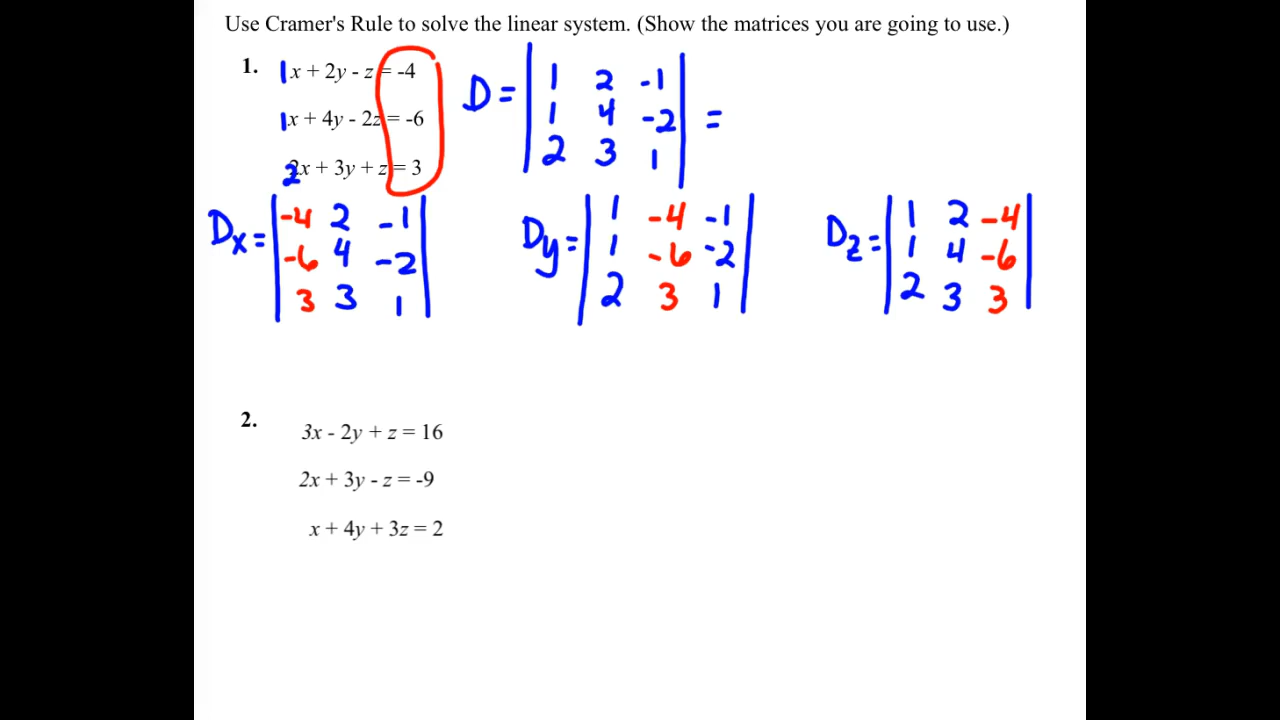 Use Cramer's Rule to solve the linear system. (Show the matrices you are going to use.)
1. 1x + 2y - z = -4
1x + 4y - 2z = -6
2x + 3y + z = 3
D = | 1 2 -1 |
| 1 4 -2 | =
| 2 3 1 |
Dx = | -4 2 -1 |
| -6 4 -2 |
| 3 3 1 |
Dy = | 1 -4 -1 |
| 1 -6 -2 |
| 2 3 1 |
Dz = | 1 2 -4 |
| 1 4 -6 |
| 2 3 3 |
2. 3x - 2y + z = 16
2x + 3y - z = -9
x + 4y + 3z = 2